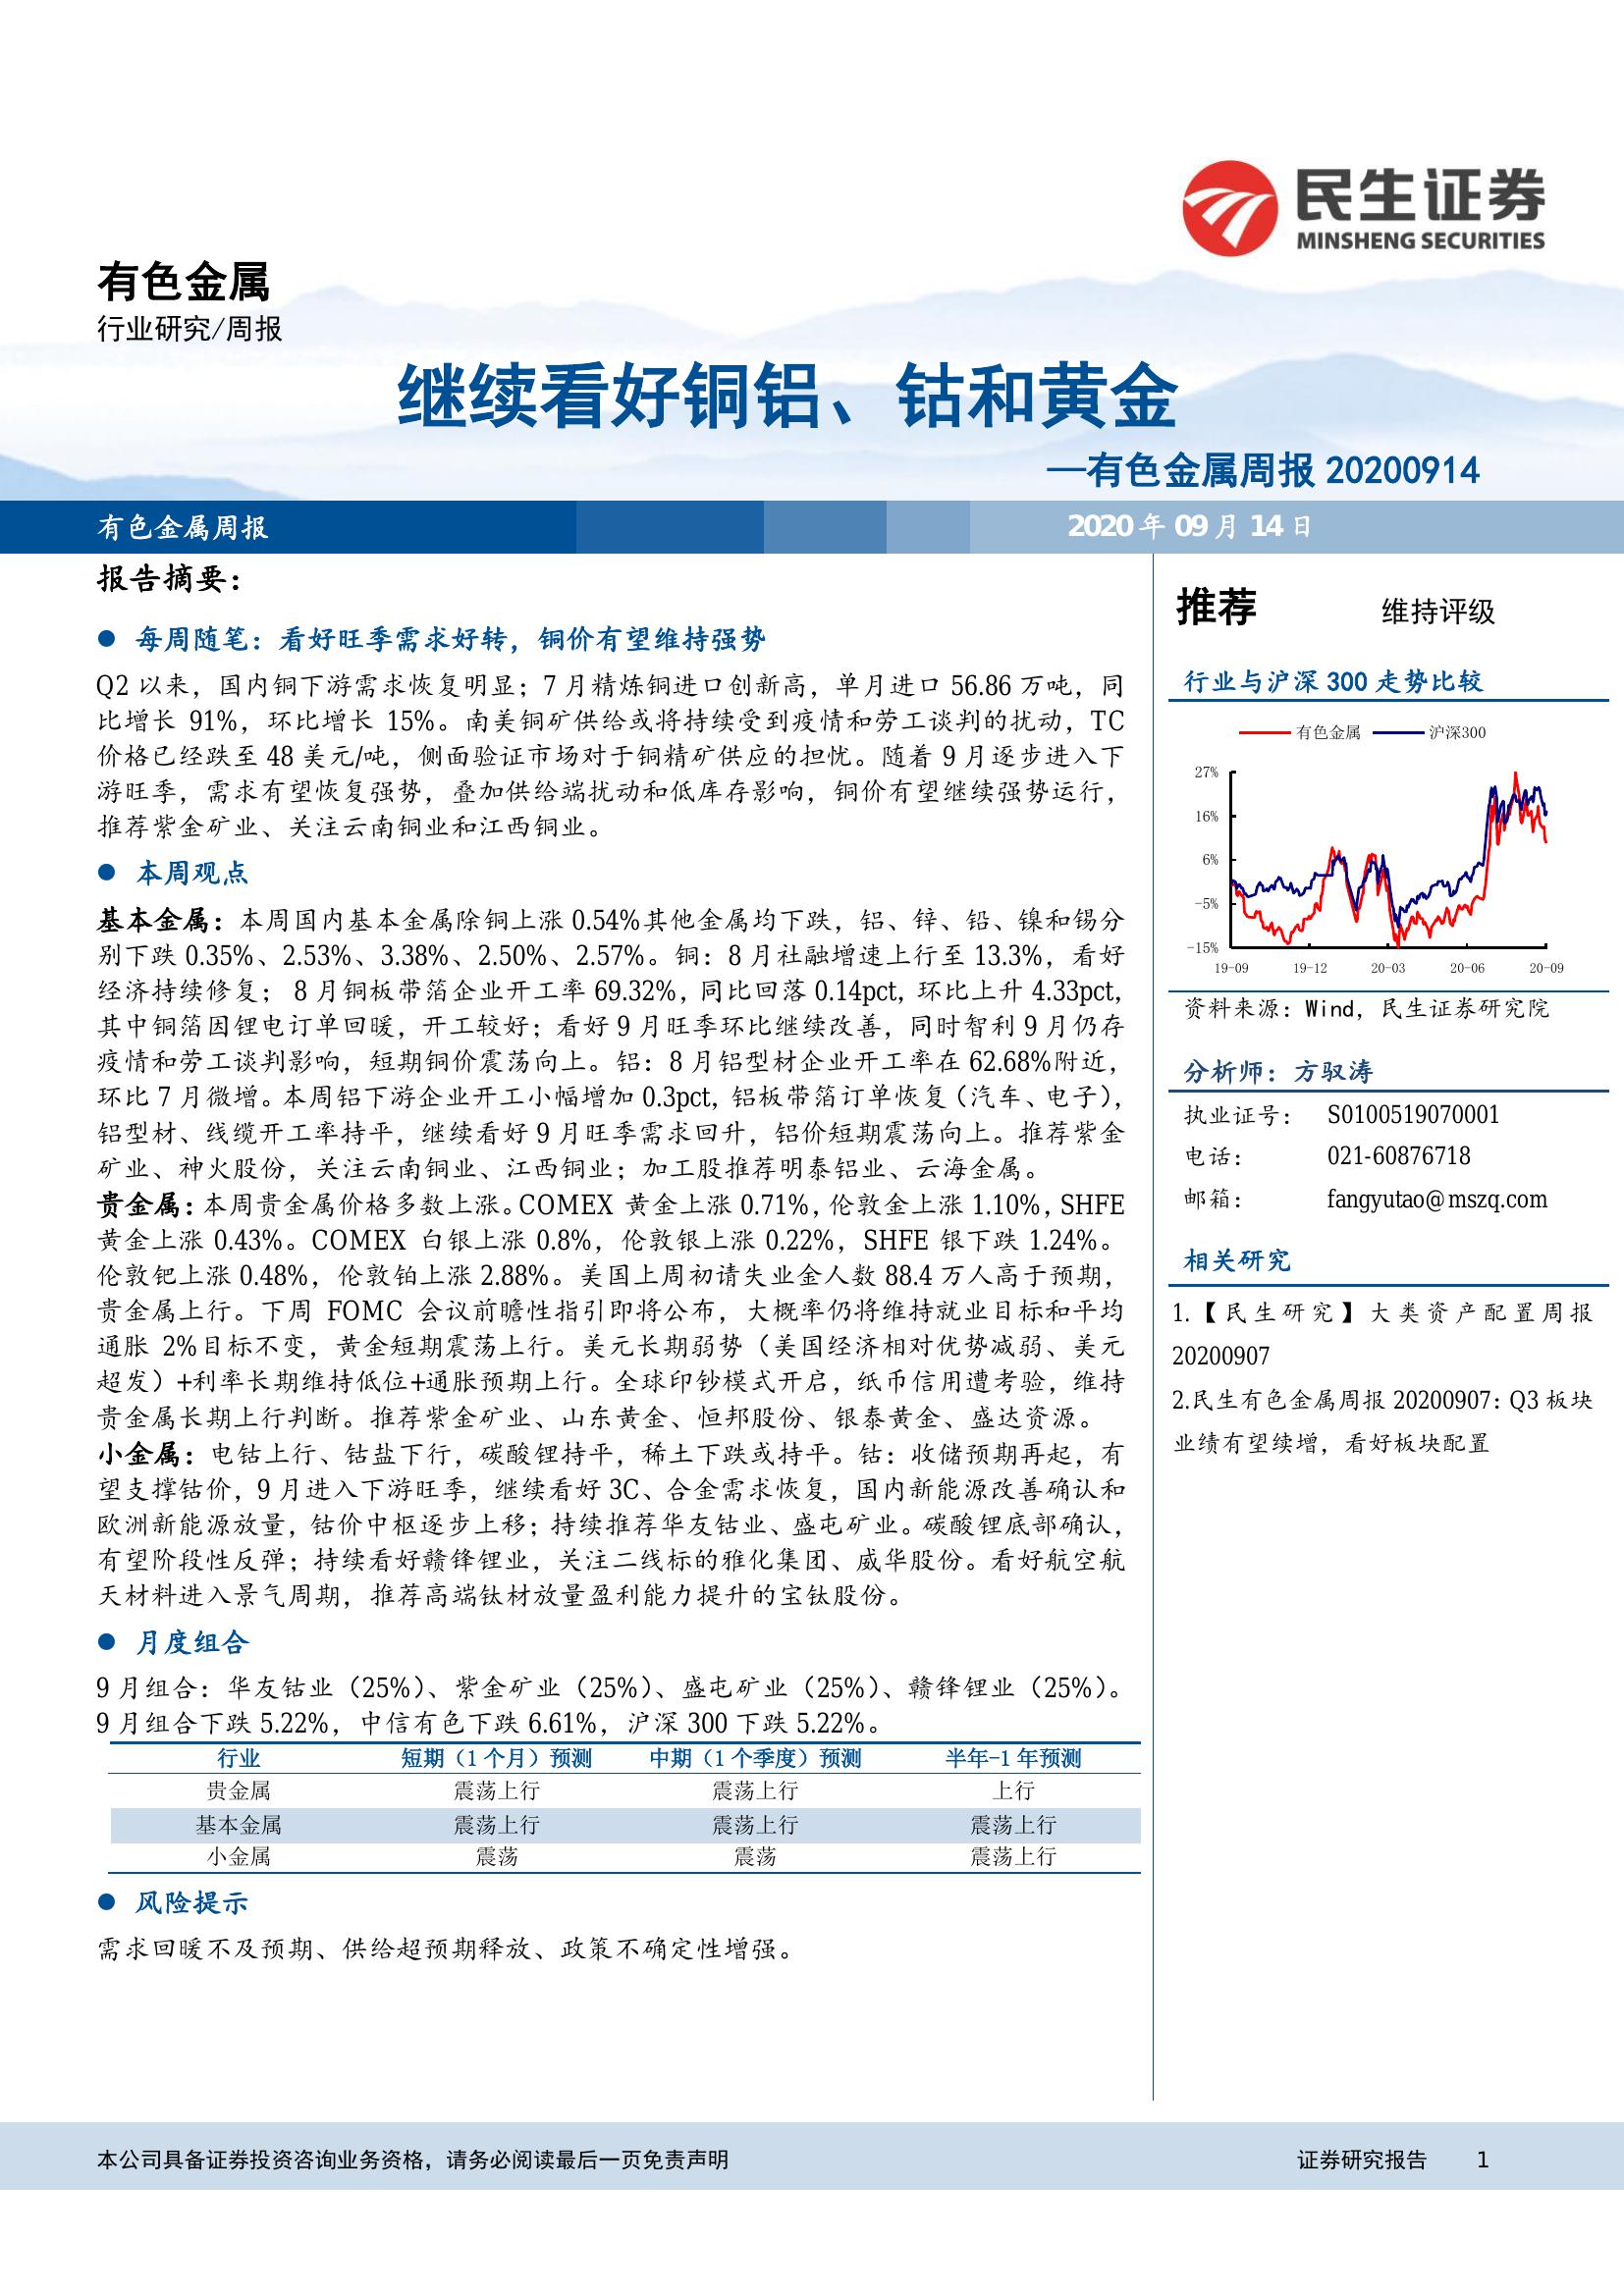 民生证券
MINSHENG SECURITIES
有色金属
行业研究/周报
继续看好铜铝、钴和黄金
—有色金属周报 20200914
有色金属周报
2020 年 09 月 14 日
报告摘要：
● 每周随笔：看好旺季需求好转，铜价有望维持强势
Q2 以来，国内铜下游需求恢复明显；7 月精炼铜进口创新高，单月进口 56.86 万吨，同
比增长 91%，环比增长 15%。南美铜矿供给或将持续受到疫情和劳工谈判的扰动，TC
价格已经跌至 48 美元/吨，侧面验证市场对于铜精矿供应的担忧。随着 9 月逐步进入下
游旺季，需求有望恢复强势，叠加供给端扰动和低库存影响，铜价有望继续强势运行，
推荐紫金矿业、关注云南铜业和江西铜业。
● 本周观点
基本金属：本周国内基本金属除铜上涨 0.54%其他金属均下跌，铝、锌、铅、镍和锡分
别下跌 0.35%、2.53%、3.38%、2.50%、2.57%。铜：8 月社融增速上行至 13.3%，看好
经济持续修复； 8 月铜板带箔企业开工率 69.32%，同比回落 0.14pct，环比上升 4.33pct，
其中铜箔因锂电订单回暖，开工较好；看好 9 月旺季环比继续改善，同时智利 9 月仍存
疫情和劳工谈判影响，短期铜价震荡向上。铝：8 月铝型材企业开工率在 62.68%附近，
环比 7 月微增。本周铝下游企业开工小幅增加 0.3pct，铝板带箔订单恢复（汽车、电子），
铝型材、线缆开工率持平，继续看好 9 月旺季需求回升，铝价短期震荡向上。推荐紫金
矿业、神火股份，关注云南铜业、江西铜业；加工股推荐明泰铝业、云海金属。
贵金属：本周贵金属价格多数上涨。COMEX 黄金上涨 0.71%，伦敦金上涨 1.10%，SHFE
黄金上涨 0.43%。COMEX 白银上涨 0.8%，伦敦银上涨 0.22%，SHFE 银下跌 1.24%。
伦敦钯上涨 0.48%，伦敦铂上涨 2.88%。美国上周初请失业金人数 88.4 万人高于预期，
贵金属上行。下周 FOMC 会议前瞻性指引即将公布，大概率仍将维持就业目标和平均
通胀 2%目标不变，黄金短期震荡上行。美元长期弱势（美国经济相对优势减弱、美元
超发）+利率长期维持低位+通胀预期上行。全球印钞模式开启，纸币信用遭考验，维持
贵金属长期上行判断。推荐紫金矿业、山东黄金、恒邦股份、银泰黄金、盛达资源。
小金属：电钴上行、钴盐下行，碳酸锂持平，稀土下跌或持平。钴：收储预期再起，有
望支撑钴价，9 月进入下游旺季，继续看好 3C、合金需求恢复，国内新能源改善确认和
欧洲新能源放量，钴价中枢逐步上移；持续推荐华友钴业、盛屯矿业。碳酸锂底部确认，
有望阶段性反弹；持续看好赣锋锂业，关注二线标的雅化集团、威华股份。看好航空航
天材料进入景气周期，推荐高端钛材放量盈利能力提升的宝钛股份。
● 月度组合
9 月组合：华友钴业（25%）、紫金矿业（25%）、盛屯矿业（25%）、赣锋锂业（25%）。
9 月组合下跌 5.22%，中信有色下跌 6.61%，沪深 300 下跌 5.22%。
行业 短期（1 个月）预测 中期（1 个季度）预测 半年-1 年预测
贵金属 震荡上行 震荡上行 上行
基本金属 震荡上行 震荡上行 震荡上行
小金属 震荡 震荡 震荡上行
● 风险提示
需求回暖不及预期、供给超预期释放、政策不确定性增强。
推荐 维持评级
行业与沪深 300 走势比较
有色金属 沪深300
27%
16%
6%
-5%
-15%
19-09 19-12 20-03 20-06 20-09
资料来源：Wind，民生证券研究院
分析师：方驭涛
执业证号： S0100519070001
电话： 021-60876718
邮箱： fangyutao@mszq.com
相关研究
1.【民生研究】大类资产配置周报
20200907
2.民生有色金属周报 20200907：Q3 板块
业绩有望续增，看好板块配置
本公司具备证券投资咨询业务资格，请务必阅读最后一页免责声明
证券研究报告 1